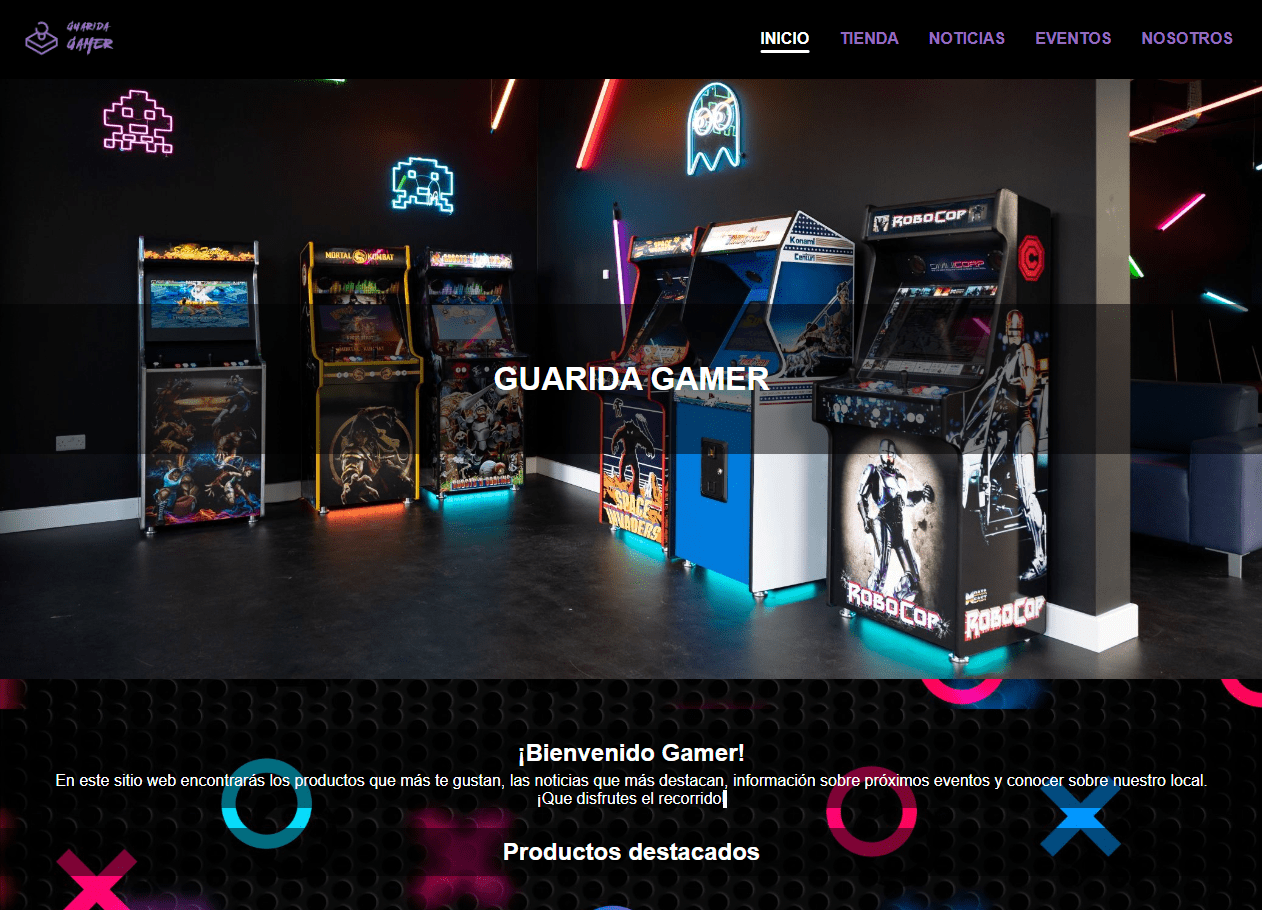 GUARIDA
GAMER
INICIO
TIENDA
NOTICIAS
EVENTOS
NOSOTROS
MORTAL KOMBAT
Konami
Centuri
ROBOCOP
GUARIDA GAMER
SPACE
INVADERS
ROBOCOP
ROBOCOP
¡Bienvenido Gamer!
En este sitio web encontrarás los productos que más te gustan, las noticias que más destacan, información sobre próximos eventos y conocer sobre nuestro local.
¡Que disfrutes el recorrido
Productos destacados